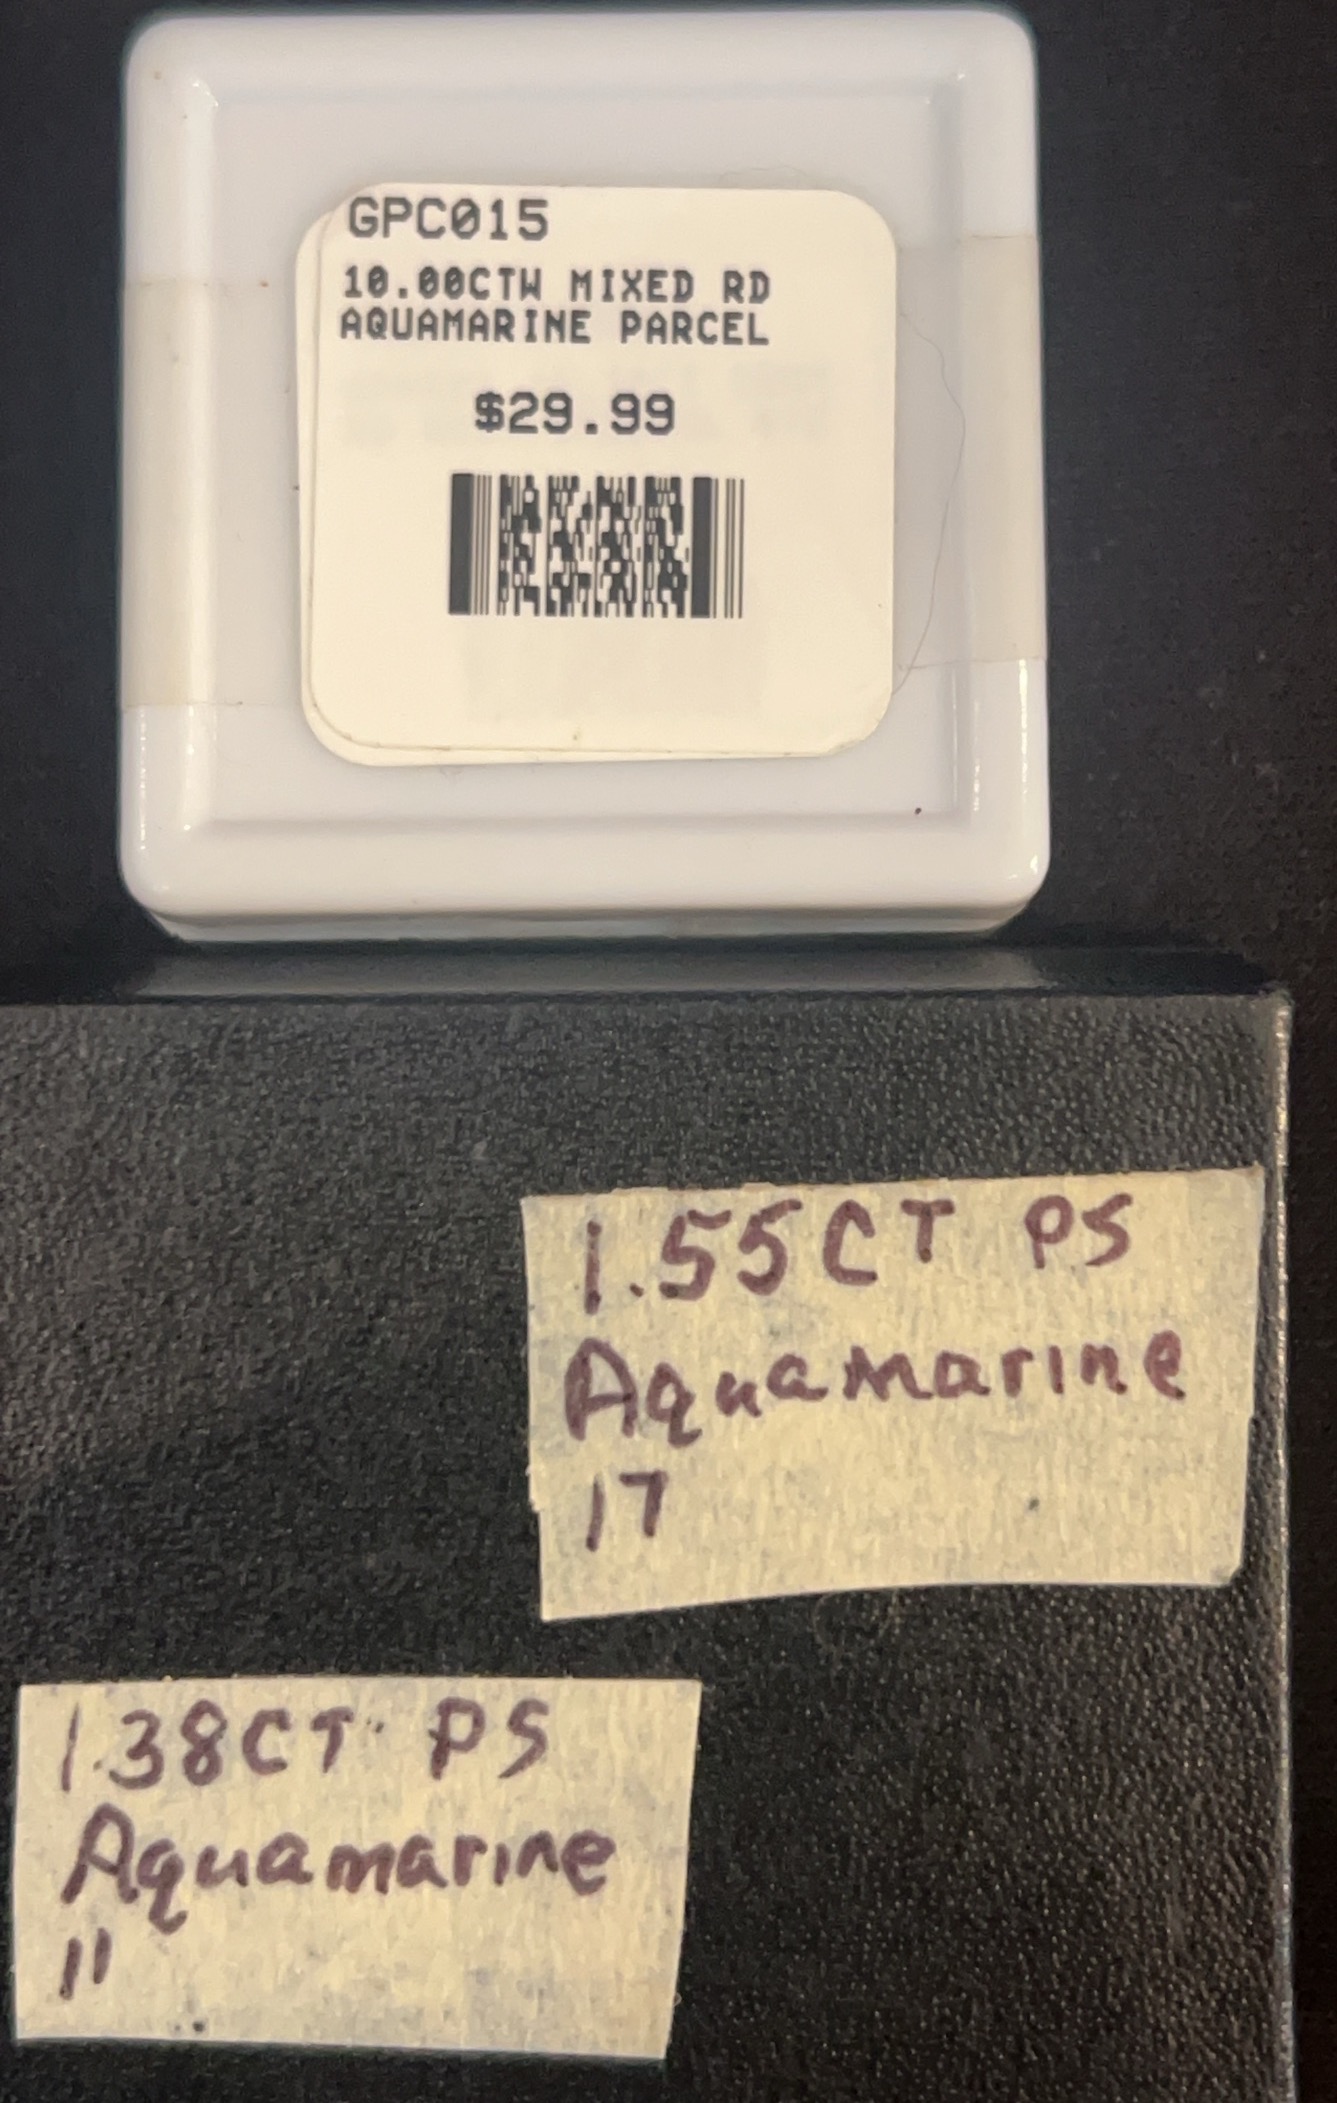 GPC015
10.00CTW MIXED RD
AQUAMARINE PARCEL
$29.99
1.55CT PS
Aquamarine
17
1.38CT PS
Aquamarine
11